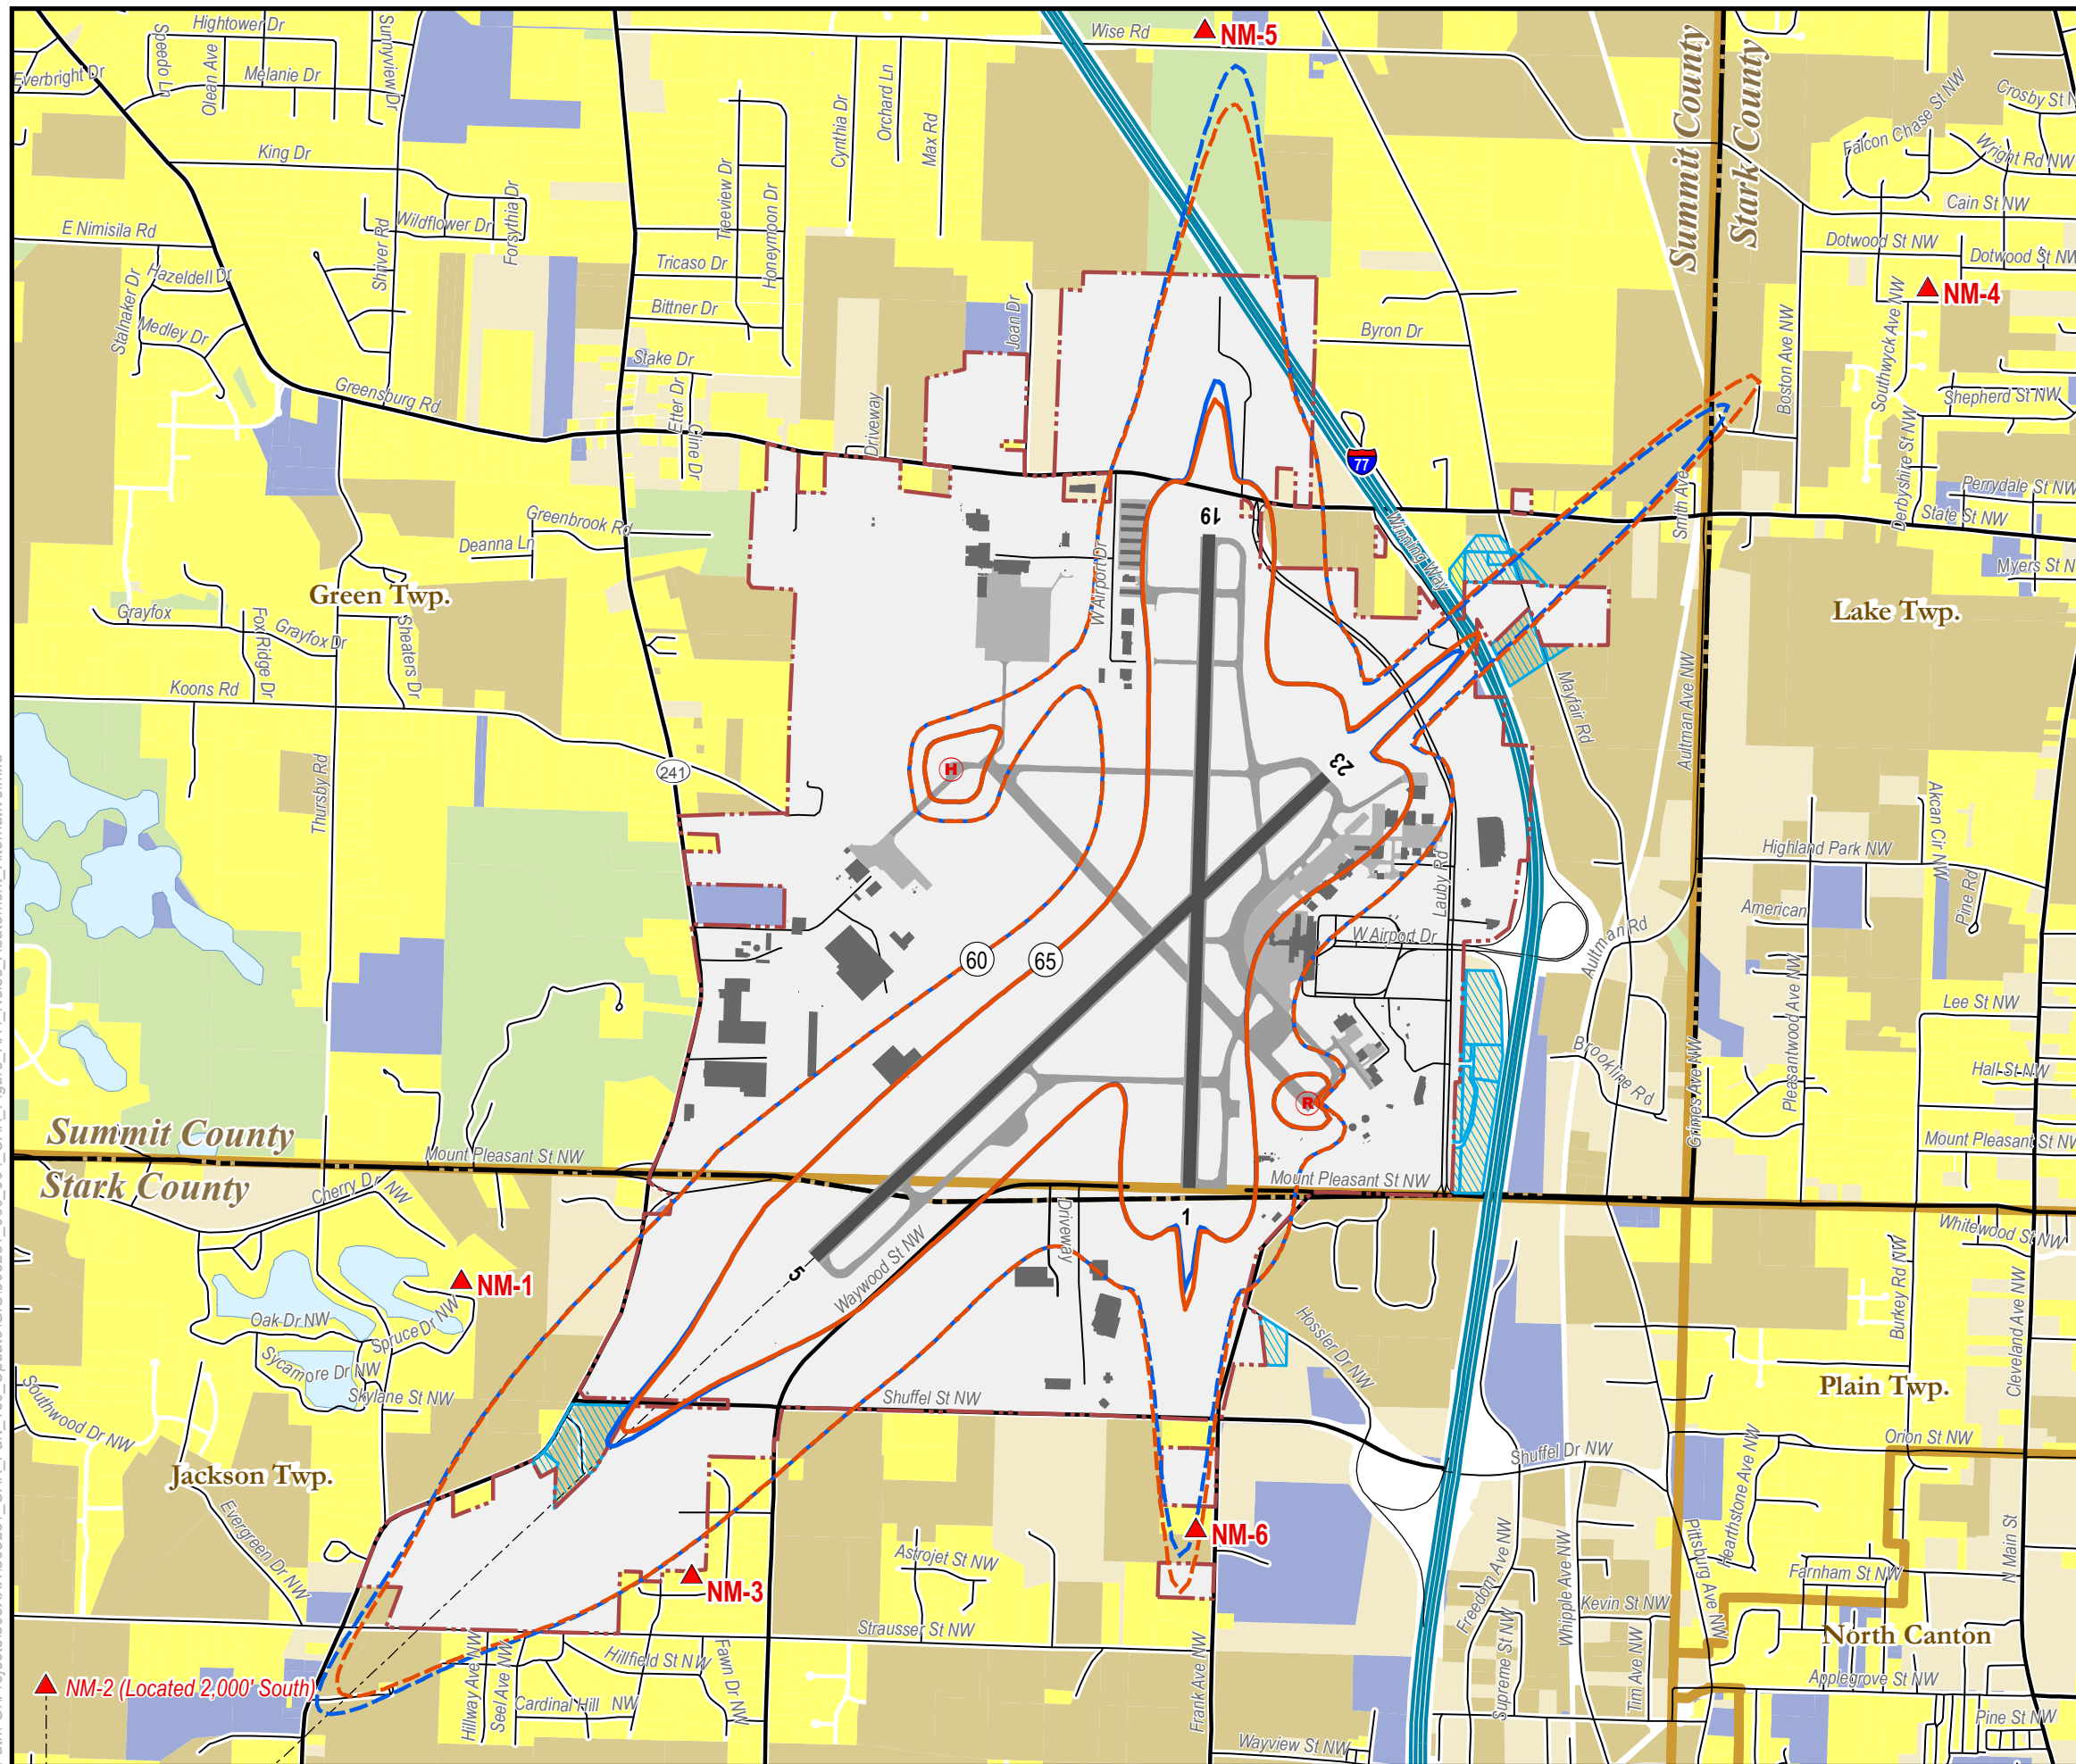 Hightower Dr
Speedo Ln
Olean Ave
Sunnyview Dr
Everbright Dr
Melanie Dr
King Dr
Wildflower Dr
Forsythia Dr
Shriver Rd
E Nimisila Rd
Hazeldell Dr
Stalnaker Dr
Medley Dr
Greensburg Rd
Wise Rd
NM-5
Cynthia Dr
Orchard Ln
Max Rd
Treeview Dr
Honeymoon Dr
Tricaso Dr
Bittner Dr
Stake Dr
Etter Dr
Cline Dr
Joan Dr
Driveway
Byron Dr
77
Summit County
Stark County
Falcon Chase St NW
Crosby St N
Wright Rd NW
Cain St NW
Dotwood St NW
Dotwood St NW
NM-4
Boston Ave NW
Southwyck Ave NW
Shepherd St NW
Derbyshire St NW
Perrydale St NW
State St NW
Myers St N
Smith Ave
Lake Twp.
Greenbrook Rd
Deanna Ln
Green Twp.
Grayfox
Fox Ridge Dr
Grayfox Dr
Sheaters Dr
Koons Rd
Thursby Rd
241
W Airport Dr
19
Winning Way
Mayfair Rd
Aultman Ave NW
H
23
Highland Park NW
Akcan Cir NW
American
Pine Rd
Aultman Rd
Lauby Rd
W Airport Dr
60
65
Pleasantwood Ave NW
Lee St NW
Hall St NW
Brookline Rd
Grimes Ave NW
R
Mount Pleasant St NW
Summit County
Stark County
Mount Pleasant St NW
Mount Pleasant St NW
Cherry Dr NW
1
Driveway
Waywood St NW
5
Whitewood St NW
NM-1
Oak Dr NW
Spruce Dr NW
Sycamore Dr NW
Skylane St NW
Southwood Dr NW
Hossler Dr NW
Burkey Rd NW
Cleveland Ave NW
Plain Twp.
Shuffel St NW
Orion St NW
Shuffel Dr NW
Hearthstone Ave NW
Jackson Twp.
Evergreen Dr NW
NM-6
Astrojet St NW
NM-3
Freedom Ave NW
Whipple Ave NW
Pittsburg Ave NW
N Main St
Farnham St NW
Kevin St NW
Strausser St NW
North Canton
Hillfield St NW
Hillway Ave NW
Seel Ave NW
Fawn Dr NW
Cardinal Hill NW
Frank Ave NW
Supreme St NW
Tim Ave NW
Applegrove St NW
NM-2 (Located 2,000' South)
Pine St NW
Wayview St NW